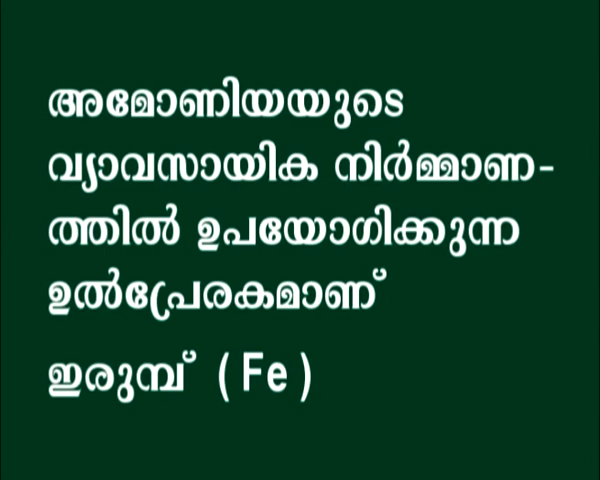 അമോണിയയുടെ
വ്യാവസായിക നിർമ്മാണ-
ത്തിൽ ഉപയോഗിക്കുന്ന
ഉൽപ്രേരകമാണ്
ഇരുമ്പ് (Fe)